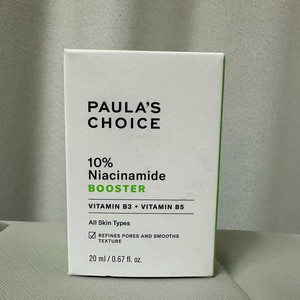 PAULA'S
CHOICE
10%
Niacinamide
BOOSTER
VITAMIN B3 + VITAMIN B5
All Skin Types
REFINES PORES AND SMOOTHS
TEXTURE
20 ml / 0.67 fl. oz.